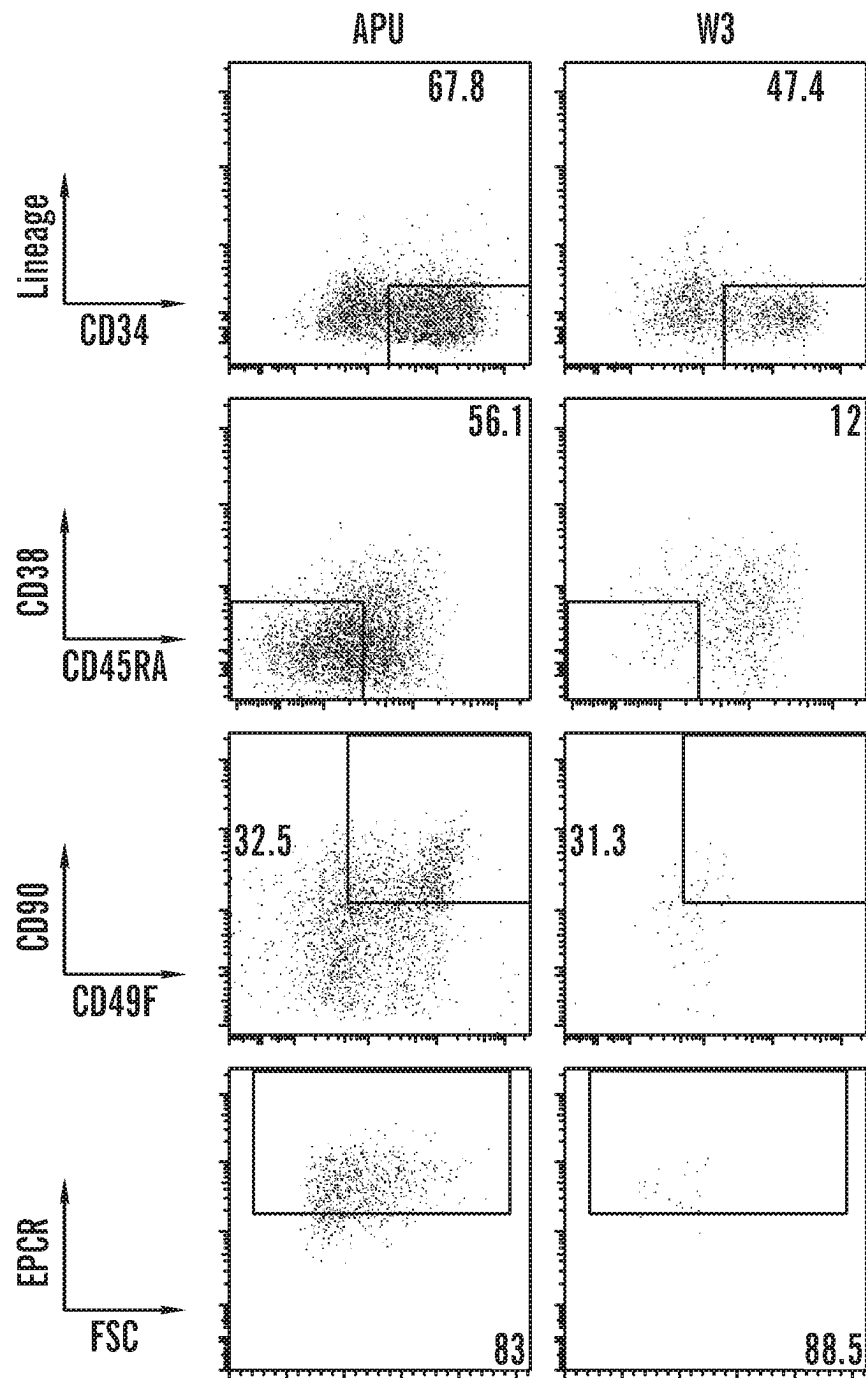 APU W3
67.8 47.4
Lineage
CD34
56.1 12
CD38
CD45RA
32.5 31.3
CD90
CD49F
EPCR
FSC
83 88.5